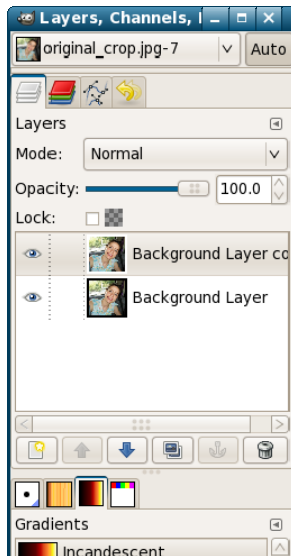 Layers, Channels,
original_crop.jpg-7
Auto
Layers
Mode: Normal
Opacity: 100.0
Lock:
Background Layer co
Background Layer
Gradients
Incandescent